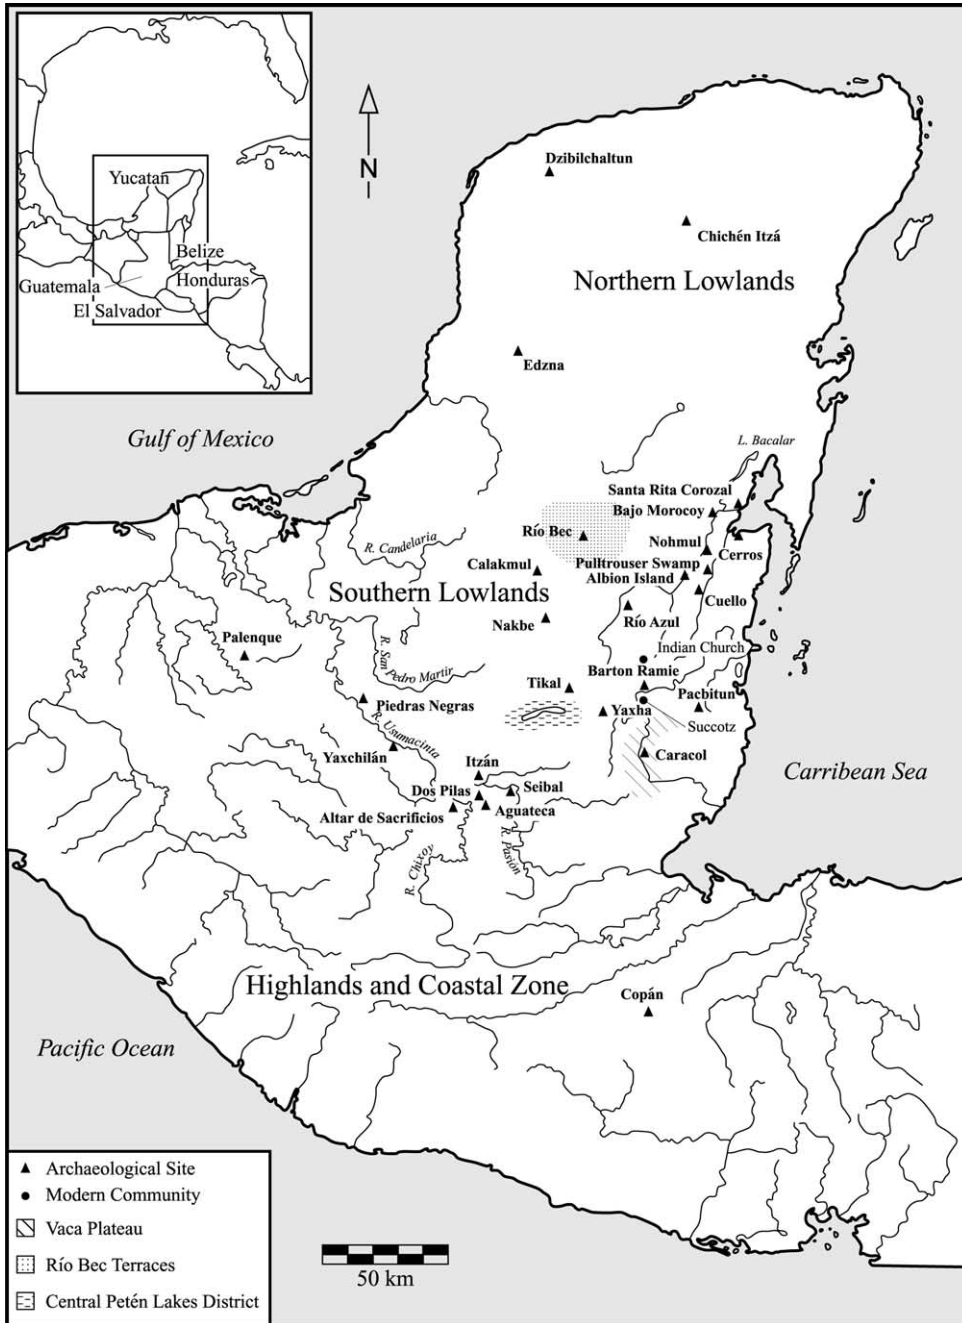 Yucatan
Belize
Guatemala
Honduras
El Salvador
N
Dzibilchaltun
Chichén Itzá
Northern Lowlands
Edzna
Gulf of Mexico
L. Bacalar
Santa Rita Corozal
Bajo Morocoy
Río Bec
Nohmul
Cerros
R. Candelaria
Calakmul
Pulltrouser Swamp
Albion Island
Southern Lowlands
Cuello
Nakbe
Río Azul
Palenque
Indian Church
R. San Pedro Martir
Barton Ramie
Tikal
Pacbitun
Piedras Negras
Yaxha
Succotz
R. Usumacinta
Yaxchilán
Caracol
Itzán
Carribean Sea
Dos Pilas
Seibal
Altar de Sacrificios
Aguateca
R. Pasión
R. Chixoy
Highlands and Coastal Zone
Copán
Pacific Ocean
Archaeological Site
Modern Community
Vaca Plateau
Río Bec Terraces
Central Petén Lakes District
50 km